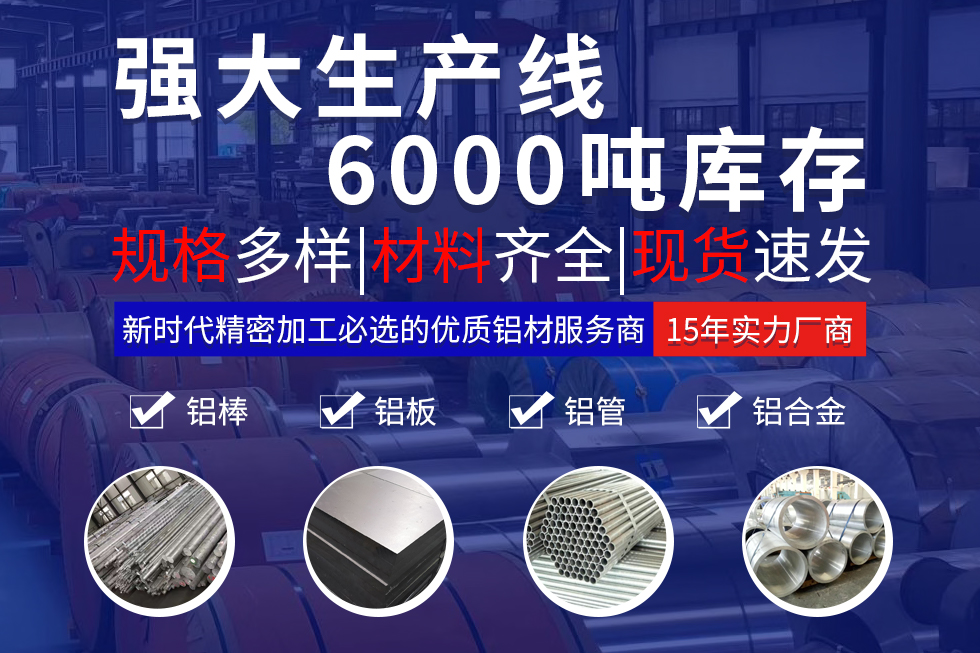 强大生产线
6000吨库存
规格多样|材料齐全|现货速发
新时代精密加工必选的优质铝材服务商 15年实力厂商
铝棒 铝板 铝管 铝合金